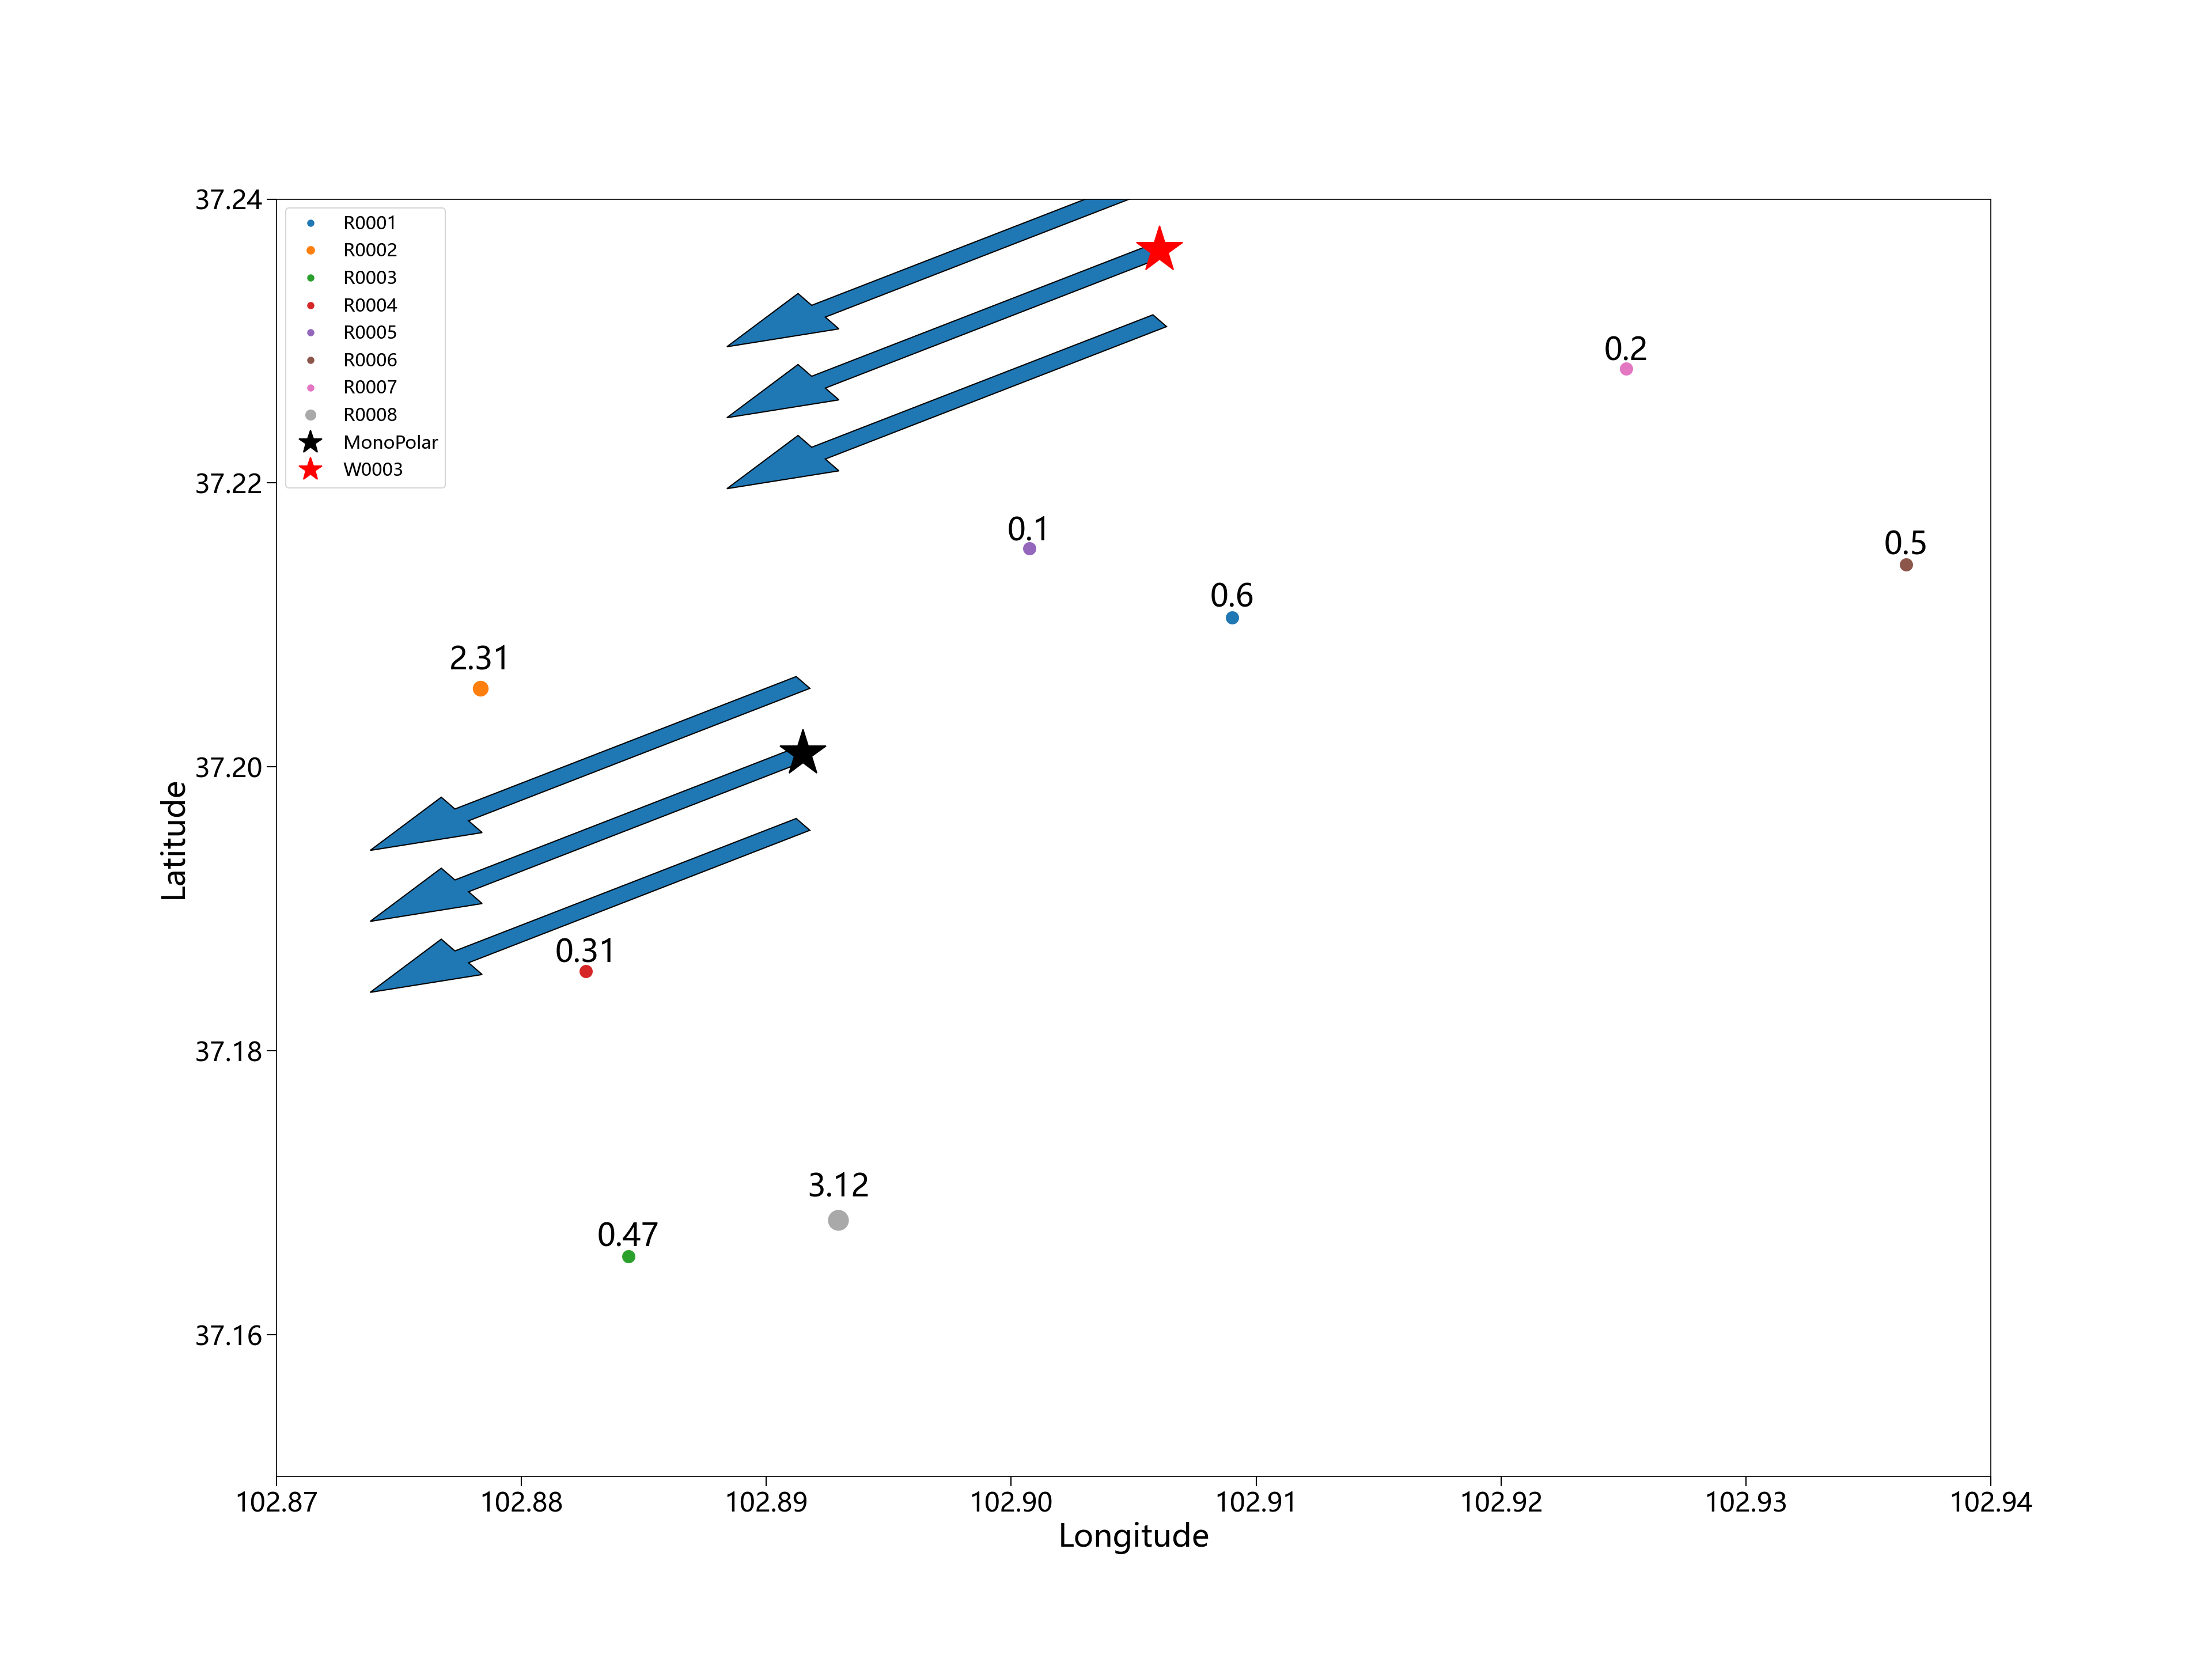 37.24
37.22
37.20
37.18
37.16
Latitude
R0001
R0002
R0003
R0004
R0005
R0006
R0007
R0008
MonoPolar
W0003
0.2
0.1
0.5
0.6
2.31
0.31
3.12
0.47
102.87 102.88 102.89 102.90 102.91 102.92 102.93 102.94
Longitude